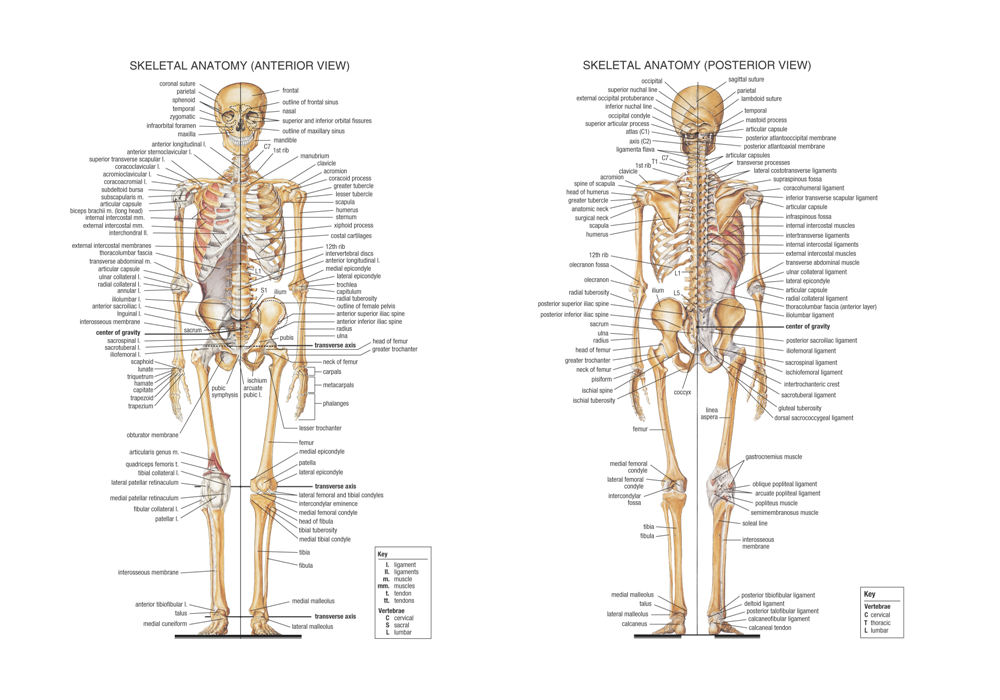 SKELETAL ANATOMY (ANTERIOR VIEW)
coronal suture
parietal
sphenoid
temporal
zygomatic
infraorbital foramen
maxilla
anterior longitudinal l.
anterior sternoclavicular l.
superior transverse scapular l.
coracoclavicular l.
acromioclavicular l.
coracoacromial l.
subdeltoid bursa
subscapularis m.
articular capsule
biceps brachii m. (long head)
internal intercostal mm.
external intercostal mm.
interchondral ll.
external intercostal membranes
thoracolumbar fascia
transverse abdominal m.
articular capsule
ulnar collateral l.
radial collateral l.
annular l.
iliolumbar l.
anterior sacroiliac l.
Inguinal l.
interosseous membrane
center of gravity
sacrospinal l.
sacrotuberal l.
iliofemoral l.
scaphoid
lunate
triquetrum
hamate
capitate
trapezoid
trapezium
obturator membrane
articularis genus m.
quadriceps femoris t.
tibial collateral l.
lateral patellar retinaculum
medial patellar retinaculum
fibular collateral l.
patellar l.
interosseous membrane
anterior tibiofibular l.
talus
medial cuneiform
frontal
outline of frontal sinus
nasal
superior and inferior orbital fissures
outline of maxillary sinus
mandible
C7
1st rib
manubrium
clavicle
acromion
coracoid process
greater tubercle
lesser tubercle
scapula
humerus
sternum
xiphoid process
costal cartilages
12th rib
intervertebral discs
anterior longitudinal l.
medial epicondyle
lateral epicondyle
L1
trochlea
capitulum
S1
ilium
radial tuberosity
outline of female pelvis
anterior superior iliac spine
anterior inferior iliac spine
radius
ulna
sacrum
pubis
transverse axis
head of femur
greater trochanter
neck of femur
carpals
metacarpals
phalanges
pubic
symphysis
ischium
arcuate
pubic l.
lesser trochanter
femur
medial epicondyle
patella
lateral epicondyle
transverse axis
lateral femoral and tibial condyles
intercondylar eminence
medial femoral condyle
head of fibula
tibial tuberosity
medial tibial condyle
tibia
fibula
medial malleolus
transverse axis
lateral malleolus
Key
l. ligament
ll. ligaments
m. muscle
mm. muscles
t. tendon
tt. tendons
Vertebrae
C cervical
S sacral
L lumbar
SKELETAL ANATOMY (POSTERIOR VIEW)
occipital
superior nuchal line
external occipital protuberance
inferior nuchal line
occipital condyle
superior articular process
atlas (C1)
axis (C2)
ligamenta flava
C7
T1
1st rib
clavicle
acromion
spine of scapula
head of humerus
greater tubercle
anatomic neck
surgical neck
scapula
humerus
12th rib
olecranon fossa
L1
olecranon
ilium
L5
radial tuberosity
posterior superior iliac spine
posterior inferior iliac spine
sacrum
ulna
radius
head of femur
greater trochanter
neck of femur
pisiform
ischial spine
ischial tuberosity
coccyx
linea
aspera
femur
medial femoral
condyle
lateral femoral
condyle
intercondylar
fossa
tibia
fibula
medial malleolus
talus
lateral malleolus
calcaneus
sagittal suture
parietal
lambdoid suture
temporal
mastoid process
articular capsule
posterior atlantooccipital membrane
posterior atlantoaxial membrane
articular capsules
transverse processes
lateral costotransverse ligaments
supraspinous fossa
coracohumeral ligament
inferior transverse scapular ligament
articular capsule
infraspinous fossa
internal intercostal muscles
intertransverse ligaments
internal intercostal ligaments
external intercostal muscles
transverse abdominal muscle
ulnar collateral ligament
lateral epicondyle
articular capsule
radial collateral ligament
thoracolumbar fascia (anterior layer)
iliolumbar ligament
center of gravity
posterior sacroiliac ligament
iliofemoral ligament
sacrospinal ligament
ischiofemoral ligament
intertrochanteric crest
sacrotuberal ligament
gluteal tuberosity
dorsal sacrococcygeal ligament
gastrocnemius muscle
oblique popliteal ligament
arcuate popliteal ligament
popliteus muscle
semimembranosus muscle
soleal line
interosseous
membrane
posterior tibiofibular ligament
deltoid ligament
posterior talofibular ligament
calcaneofibular ligament
calcaneal tendon
Key
Vertebrae
C cervical
T thoracic
L lumbar